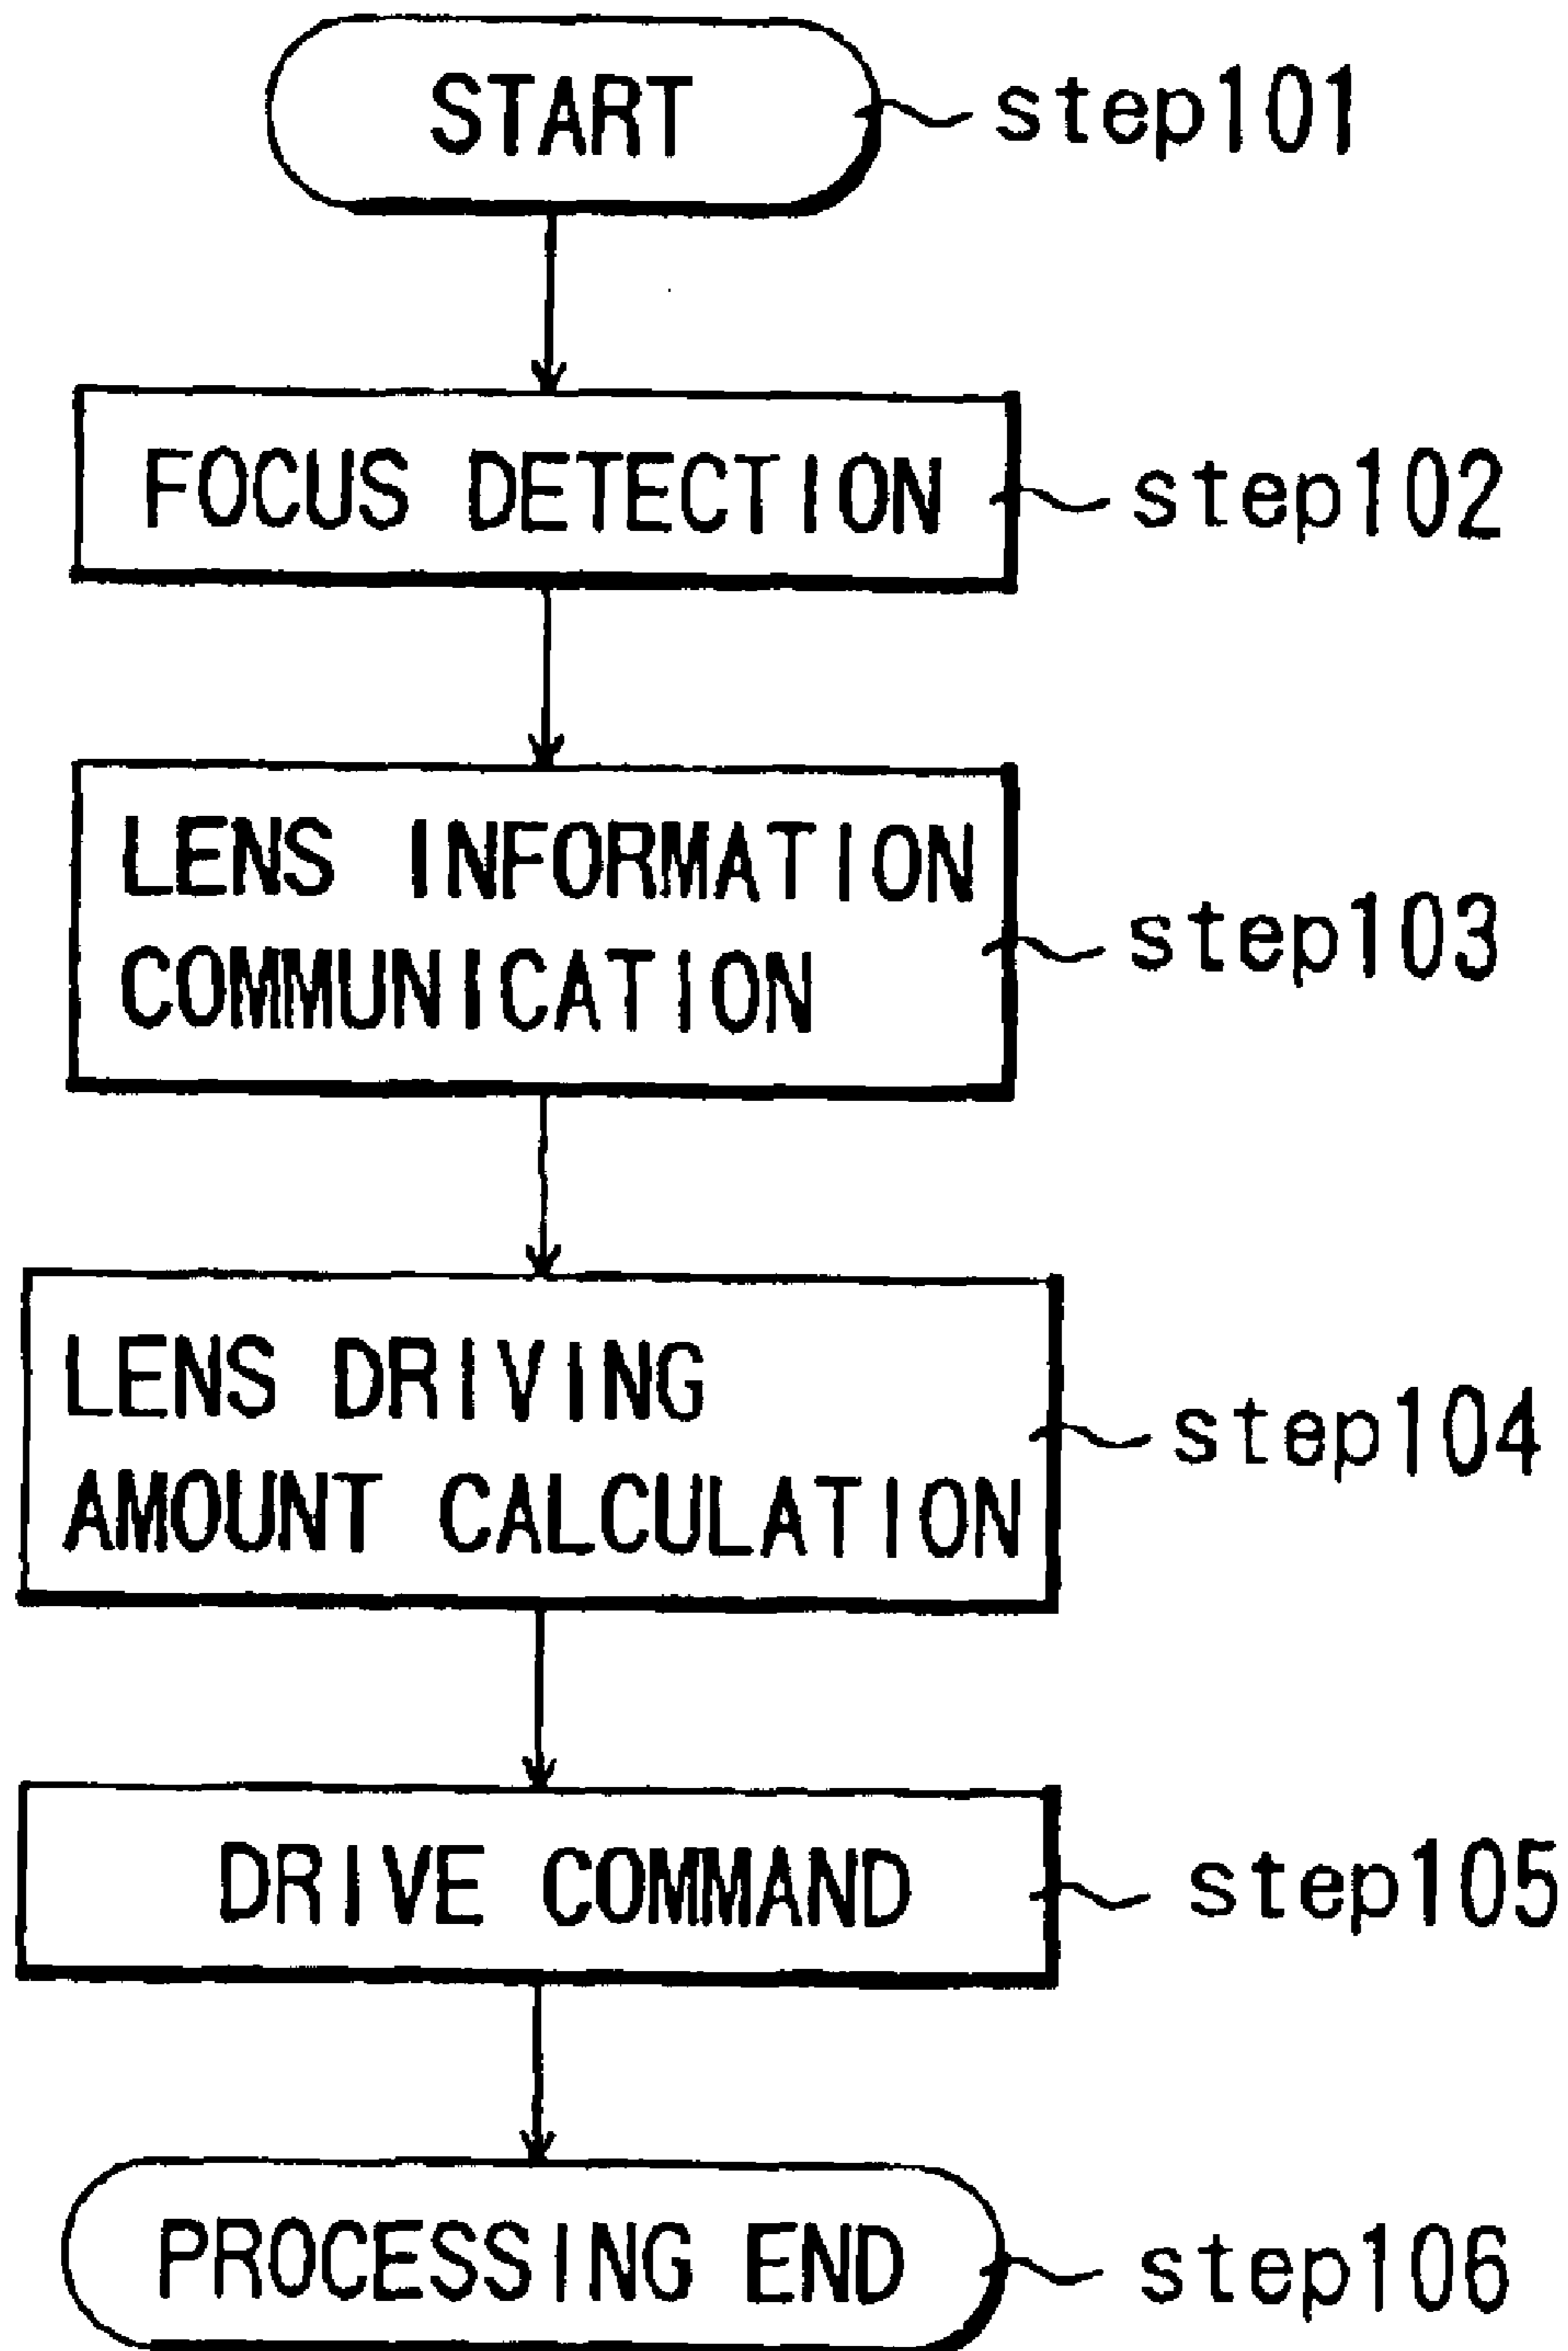 START
step101
FOCUS DETECTION
step102
LENS INFORMATION
COMMUNICATION
step103
LENS DRIVING
AMOUNT CALCULATION
step104
DRIVE COMMAND
step105
PROCESSING END
step106